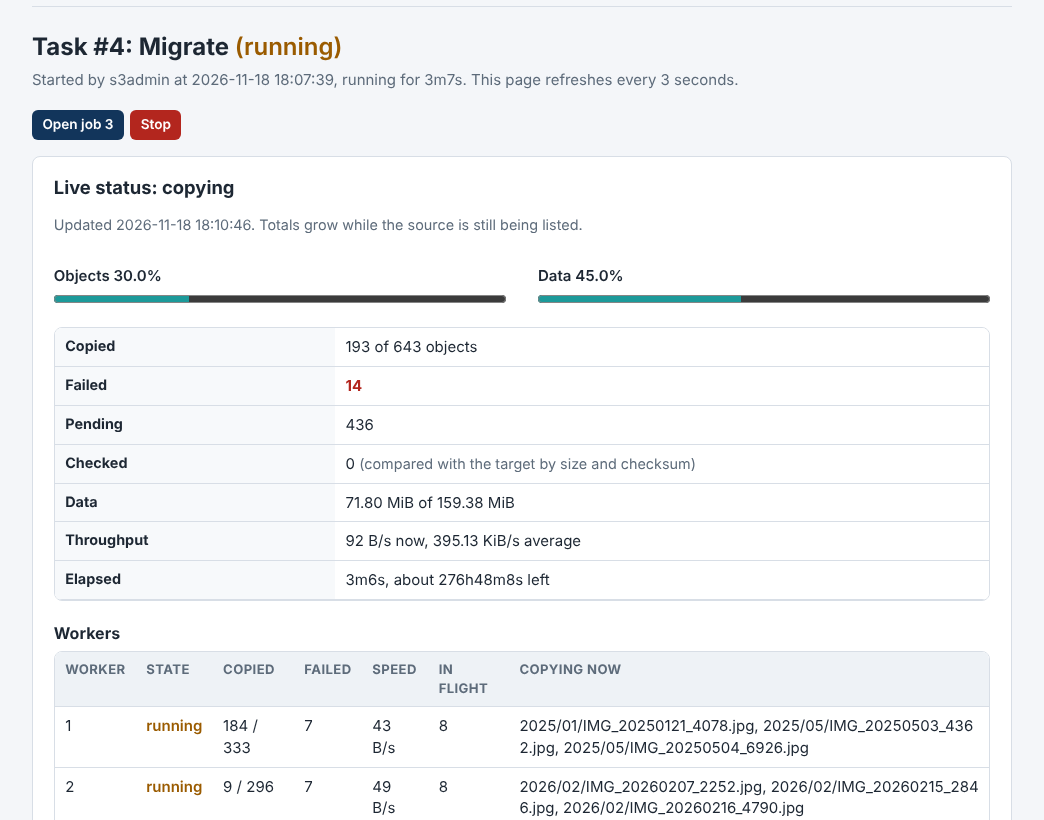 Task #4: Migrate (running)
Started by s3admin at 2026-11-18 18:07:39, running for 3m7s. This page refreshes every 3 seconds.
Open job 3 Stop
Live status: copying
Updated 2026-11-18 18:10:46. Totals grow while the source is still being listed.
Objects 30.0% Data 45.0%
Copied 193 of 643 objects
Failed 14
Pending 436
Checked 0 (compared with the target by size and checksum)
Data 71.80 MiB of 159.38 MiB
Throughput 92 B/s now, 395.13 KiB/s average
Elapsed 3m6s, about 276h48m8s left
Workers
WORKER STATE COPIED FAILED SPEED IN FLIGHT COPYING NOW
1 running 184 / 333 7 43 B/s 8 2025/01/IMG_20250121_4078.jpg, 2025/05/IMG_20250503_436
2.jpg, 2025/05/IMG_20250504_6926.jpg
2 running 9 / 296 7 49 B/s 8 2026/02/IMG_20260207_2252.jpg, 2026/02/IMG_20260215_284
6.jpg, 2026/02/IMG_20260216_4790.jpg